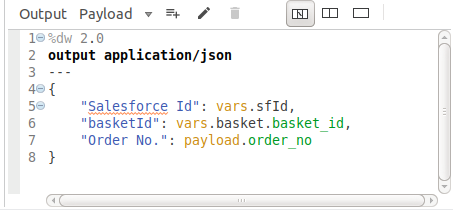 Output Payload
1 %dw 2.0
2 output application/json
3 ---
4 {
5     "Salesforce Id": vars.sfId,
6     "basketId": vars.basket.basket_id,
7     "Order No.": payload.order_no
8 }